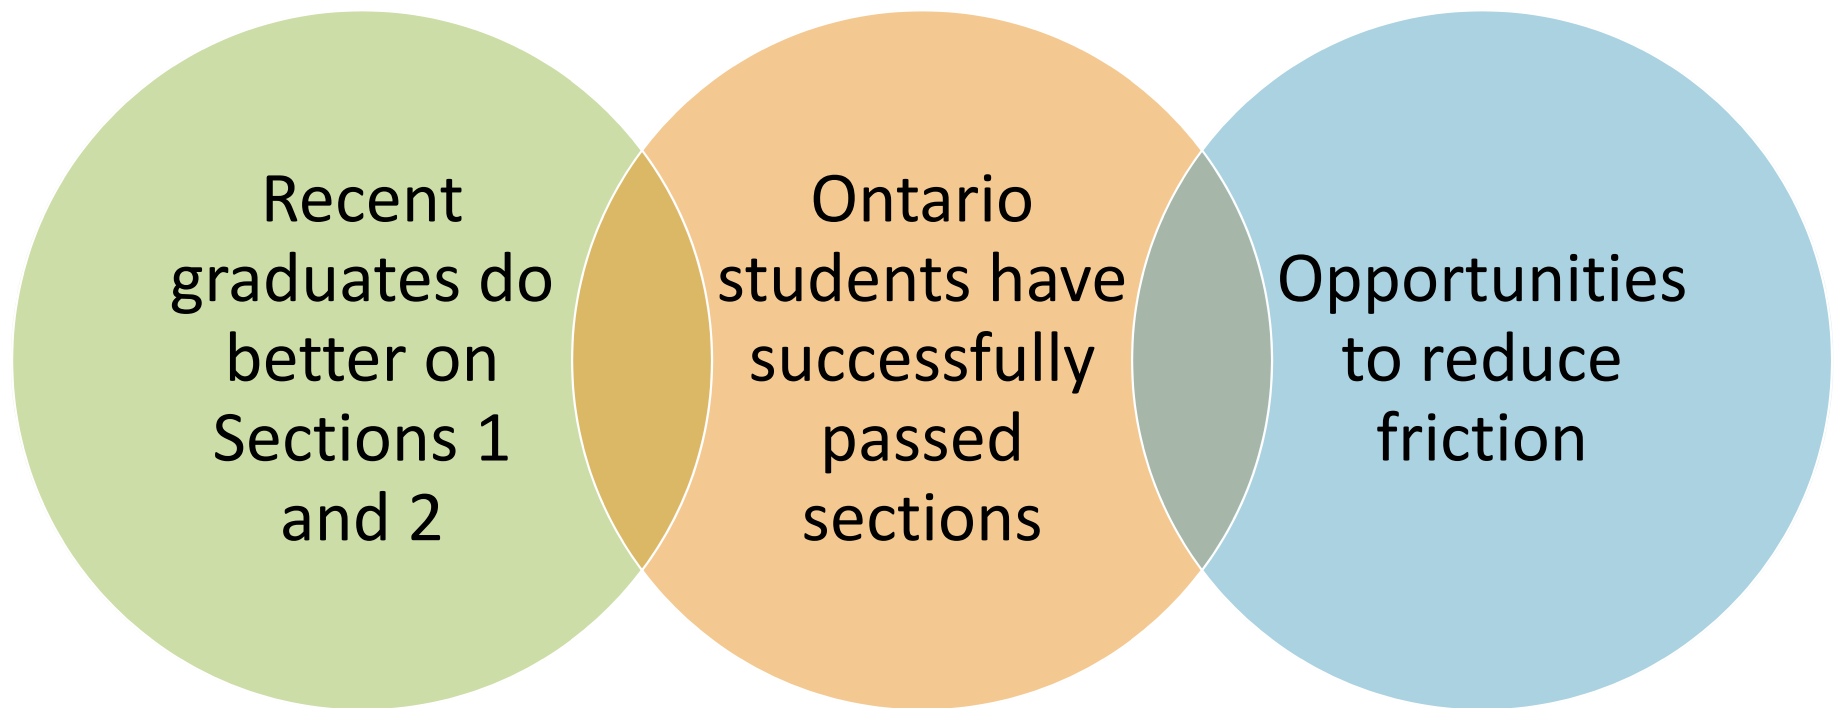 Recent
graduates do
better on
Sections 1
and 2
Ontario
students have
successfully
passed
sections
Opportunities
to reduce
friction